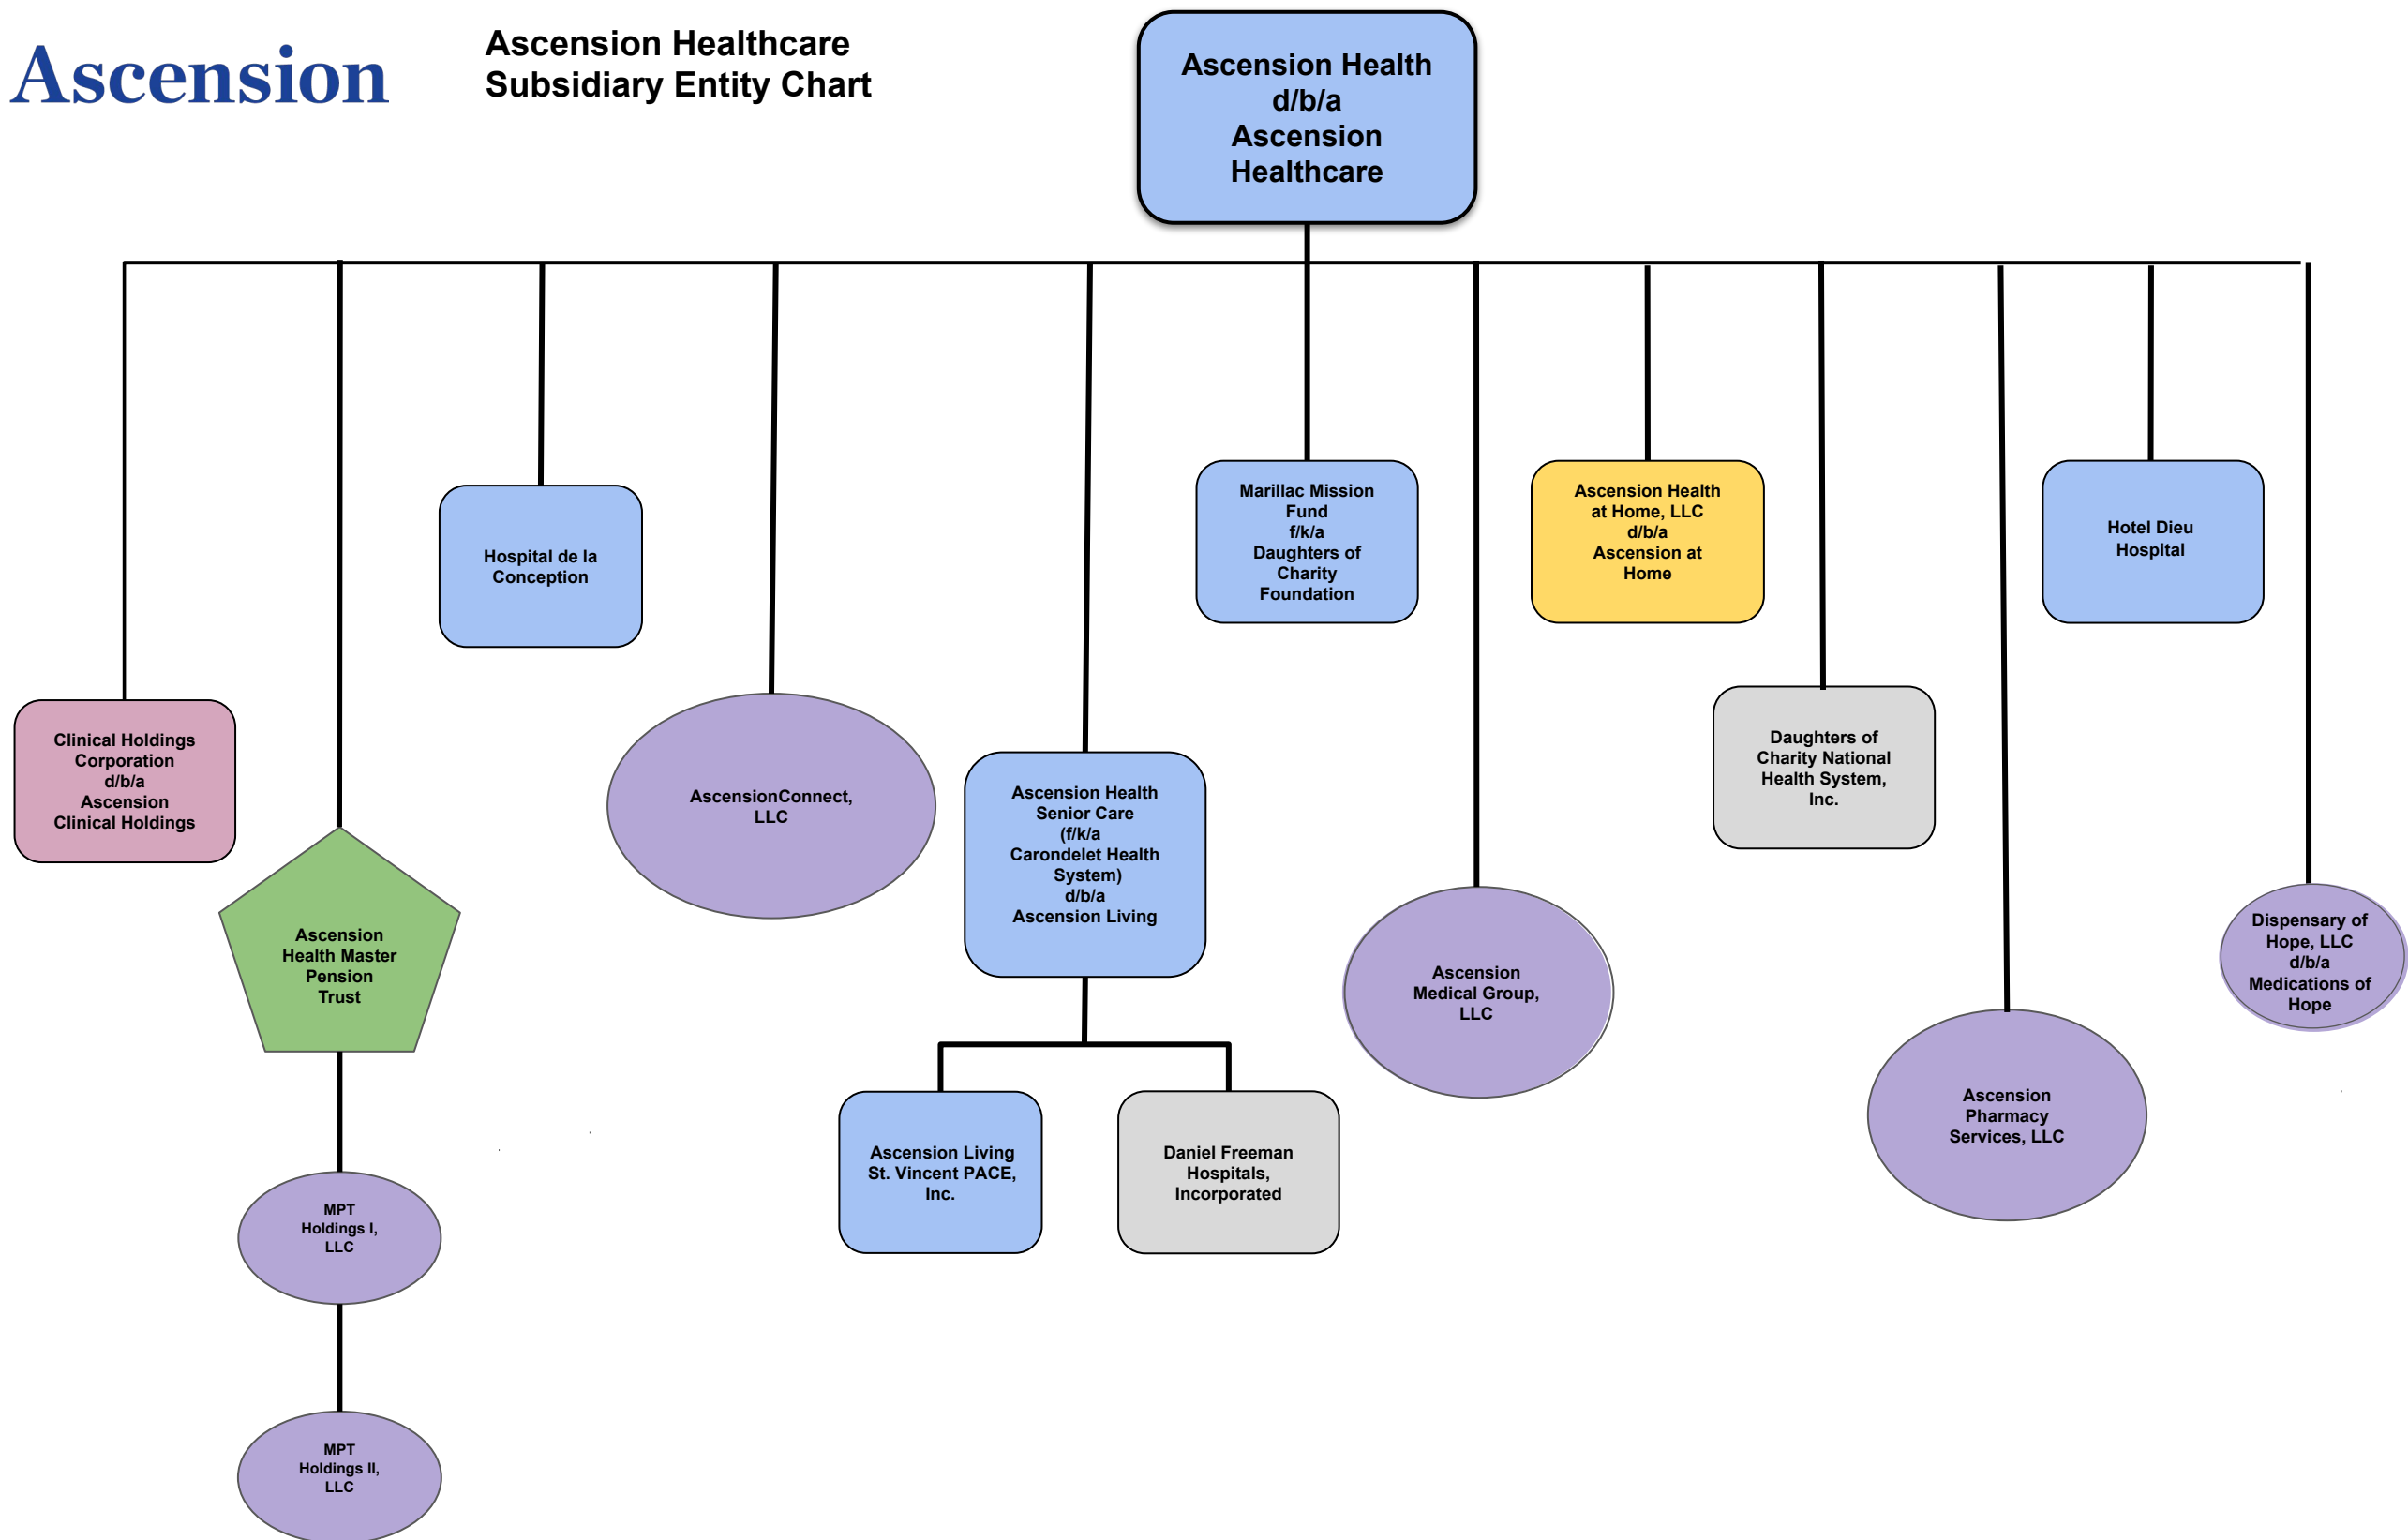 Ascension
Ascension Healthcare
Subsidiary Entity Chart
Ascension Health
d/b/a
Ascension
Healthcare
Clinical Holdings
Corporation
d/b/a
Ascension
Clinical Holdings
Ascension
Health Master
Pension
Trust
MPT
Holdings I,
LLC
MPT
Holdings II,
LLC
Hospital de la
Conception
AscensionConnect,
LLC
Ascension Health
Senior Care
(f/k/a
Carondelet Health
System)
d/b/a
Ascension Living
Ascension Living
St. Vincent PACE,
Inc.
Daniel Freeman
Hospitals,
Incorporated
Marillac Mission
Fund
f/k/a
Daughters of
Charity
Foundation
Ascension
Medical Group,
LLC
Ascension Health
at Home, LLC
d/b/a
Ascension at
Home
Daughters of
Charity National
Health System,
Inc.
Ascension
Pharmacy
Services, LLC
Hotel Dieu
Hospital
Dispensary of
Hope, LLC
d/b/a
Medications of
Hope